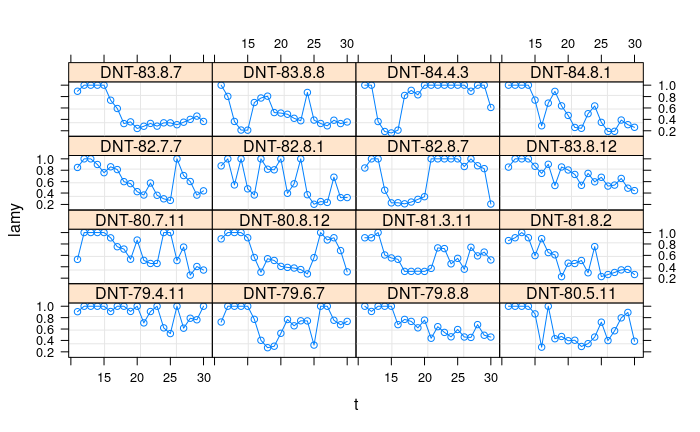 15 20 25 30 15 20 25 30
DNT-83.8.7 DNT-83.8.8 DNT-84.4.3 DNT-84.8.1
1.0
0.8
0.6
0.4
0.2
DNT-82.7.7 DNT-82.8.1 DNT-82.8.7 DNT-83.8.12
1.0
0.8
0.6
0.4
0.2
DNT-80.7.11 DNT-80.8.12 DNT-81.3.11 DNT-81.8.2
1.0
0.8
0.6
0.4
0.2
DNT-79.4.11 DNT-79.6.7 DNT-79.8.8 DNT-80.5.11
1.0
0.8
0.6
0.4
0.2
15 20 25 30 15 20 25 30
lamy
t